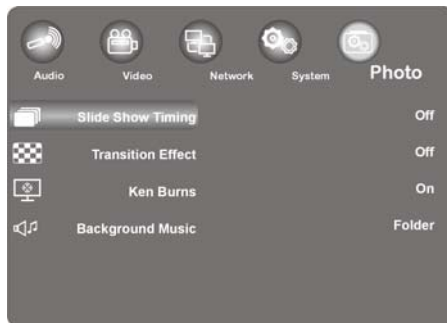 Audio Video Network System Photo
Slide Show Timing Off
Transition Effect Off
Ken Burns On
Background Music Folder